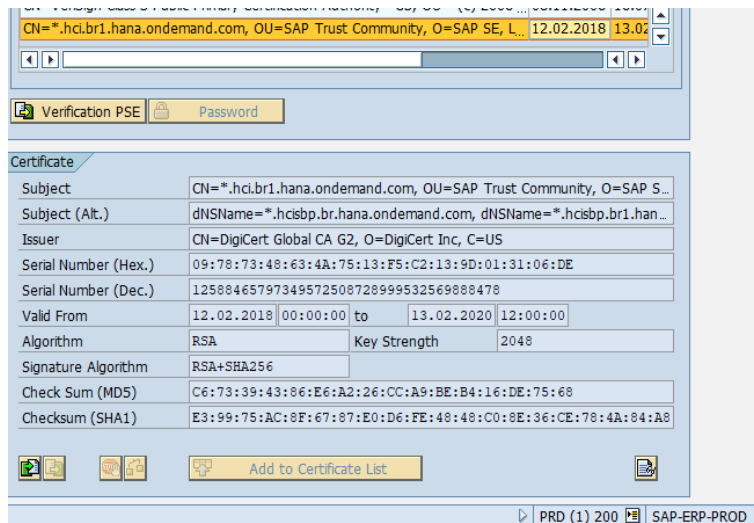 CN=*.hci.br1.hana.ondemand.com, OU=SAP Trust Community, O=SAP SE, L... 12.02.2018 13.02
Verification PSE Password
Certificate
Subject CN=*.hci.br1.hana.ondemand.com, OU=SAP Trust Community, O=SAP S...
Subject (Alt.) dNSName=*.hcisbp.br.hana.ondemand.com, dNSName=*.hcisbp.br1.han...
Issuer CN=DigiCert Global CA G2, O=DigiCert Inc, C=US
Serial Number (Hex.) 09:78:73:48:63:4A:75:13:F5:C2:13:9D:01:31:06:DE
Serial Number (Dec.) 12588465797349572508728999532569888478
Valid From 12.02.2018 00:00:00 to 13.02.2020 12:00:00
Algorithm RSA Key Strength 2048
Signature Algorithm RSA+SHA256
Check Sum (MD5) C6:73:39:43:86:E6:A2:26:CC:A9:BE:B4:16:DE:75:68
Checksum (SHA1) E3:99:75:AC:8F:67:87:E0:D6:FE:48:48:C0:8E:36:CE:78:4A:84:A8
Add to Certificate List
PRD (1) 200 SAP-ERP-PROD